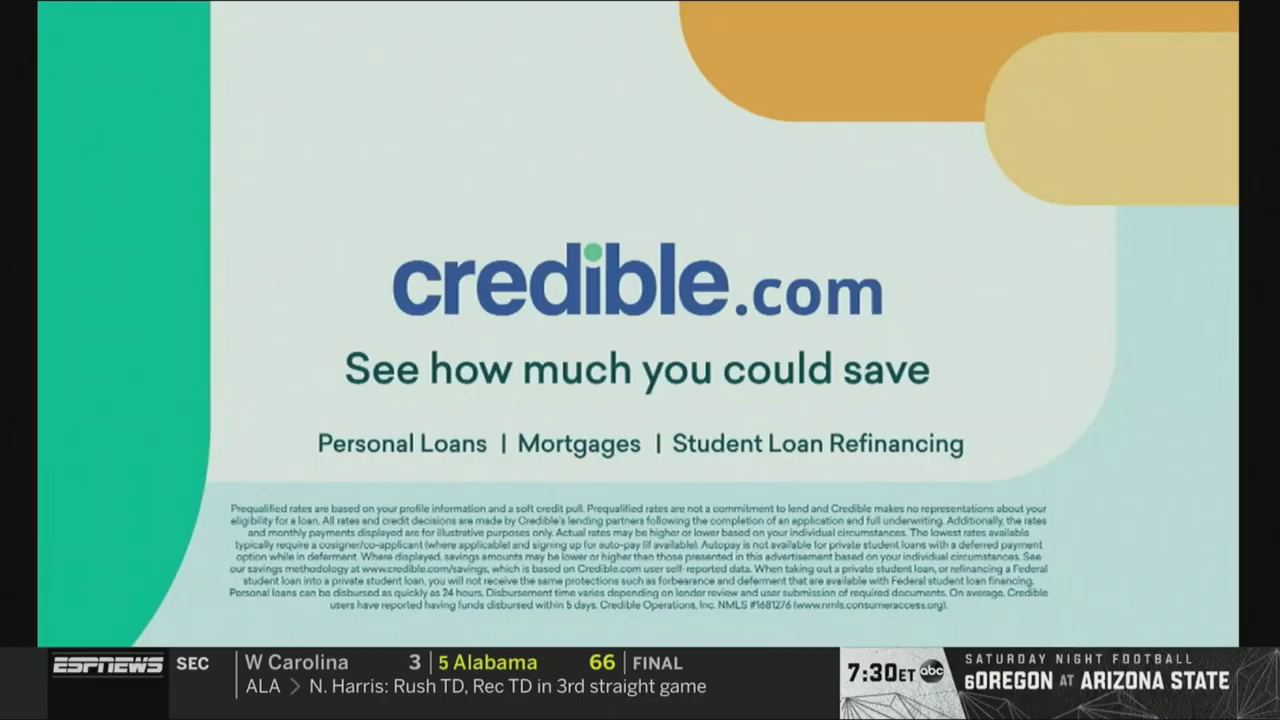 credible.com
See how much you could save
Personal Loans | Mortgages | Student Loan Refinancing
Prequalified rates are based on your profile information and a soft credit pull. Prequalified rates are not a commitment to lend and Credible makes no representations about your
eligibility for a loan. All rates and credit decisions are made by Credible's lending partners following the completion of an application and full underwriting. Additionally, the rates
and monthly payments displayed are for illustrative purposes only. Actual rates may be higher or lower based on your individual circumstances. The lowest rates available
typically require a cosigner/co-applicant (where applicable) and signing up for auto-pay (if available). Autopay is not available for private student loans with a deferred payment
option while in deferment. Where displayed, savings amounts may be lower or higher than those presented in this advertisement based on your individual circumstances. See
our savings methodology at www.credible.com/savings, which is based on Credible.com user self-reported data. When taking out a private student loan, or refinancing a Federal
student loan into a private student loan, you will not receive the same protections such as forbearance and deferment that are available with Federal student loan financing.
Personal loans can be disbursed as quickly as 24 hours. Disbursement time varies depending on lender review and user submission of required documents. On average, Credible
users have reported having funds disbursed within 5 days. Credible Operations, Inc. NMLS #1681276 (www.nmls.consumeraccess.org).
ESPNEWS SEC W Carolina 3 5 Alabama 66 FINAL
ALA > N. Harris: Rush TD, Rec TD in 3rd straight game
7:30ET abc
SATURDAY NIGHT FOOTBALL
6OREGON AT ARIZONA STATE